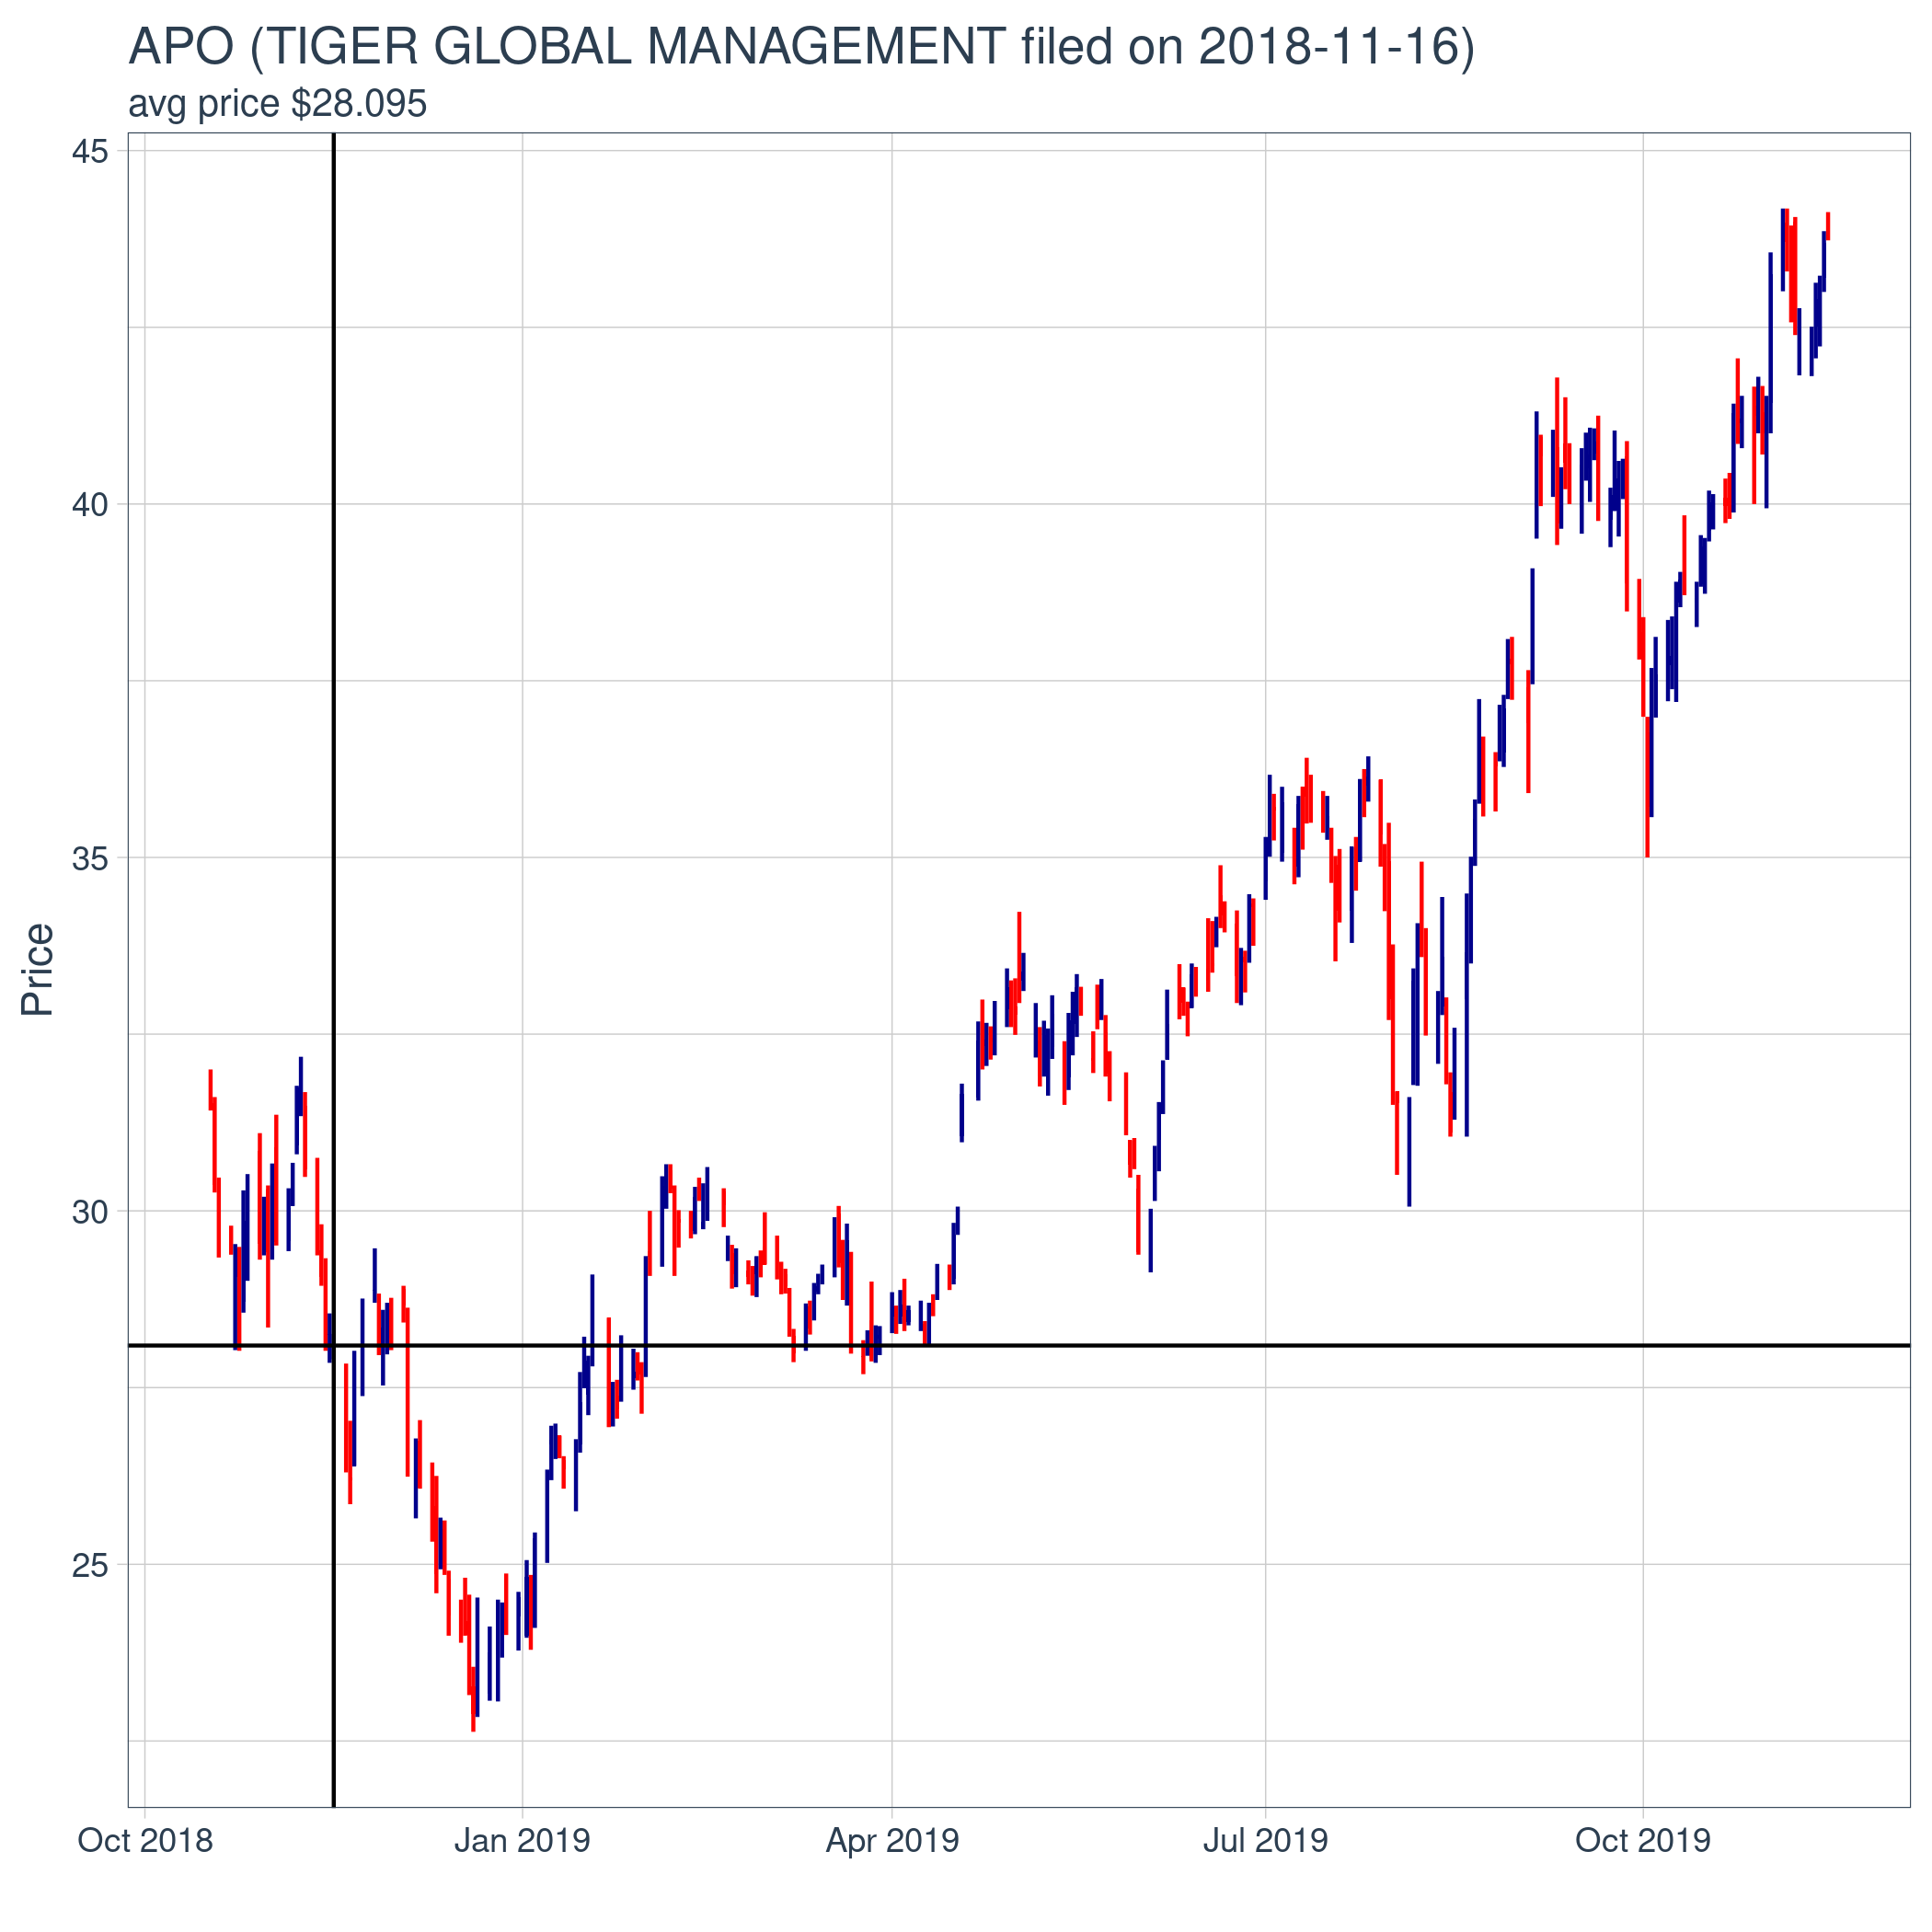 APO (TIGER GLOBAL MANAGEMENT filed on 2018-11-16)
avg price $28.095
45
40
35
30
25
Price
Oct 2018
Jan 2019
Apr 2019
Jul 2019
Oct 2019